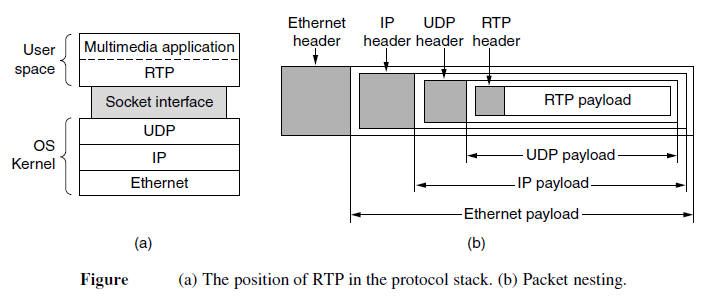 User
space
Multimedia application
RTP
Socket interface
OS
Kernel
UDP
IP
Ethernet
(a)
Ethernet
header
IP
header
UDP
header
RTP
header
RTP payload
UDP payload
IP payload
Ethernet payload
(b)
Figure (a) The position of RTP in the protocol stack. (b) Packet nesting.